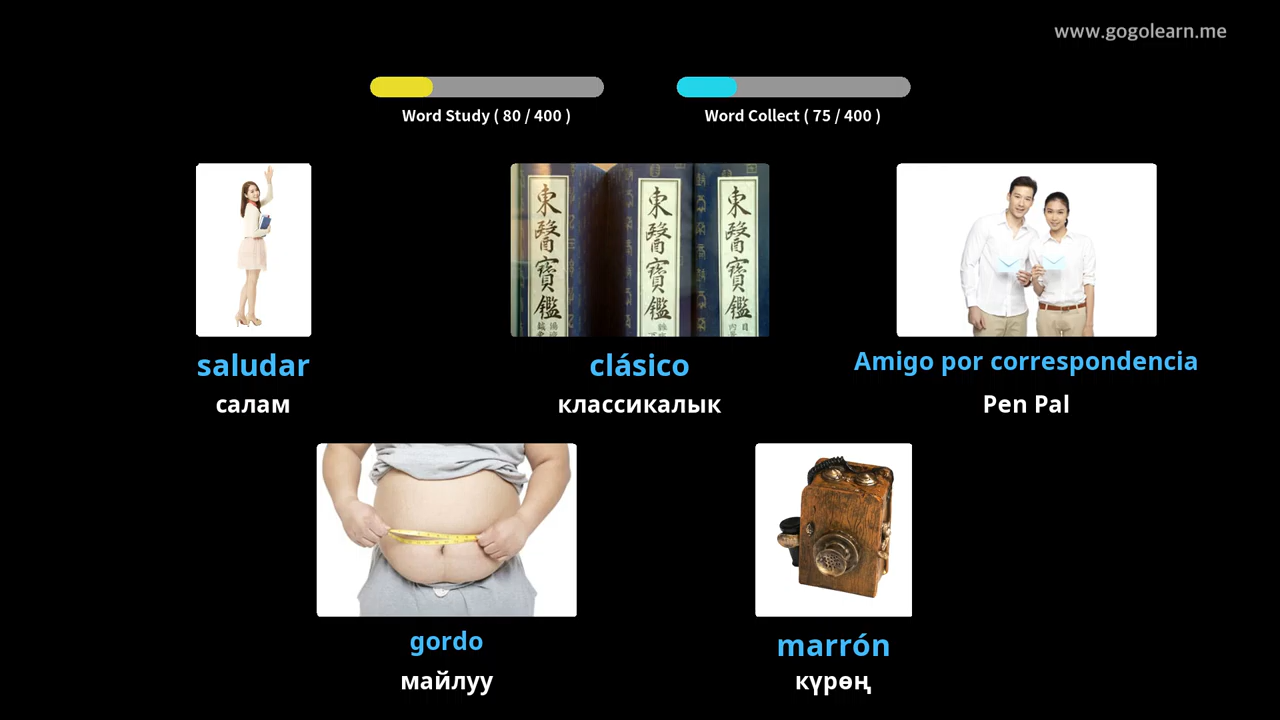 www.gogolearn.me
Word Study ( 80 / 400 )
Word Collect ( 75 / 400 )
東醫寶鑑
東醫寶鑑
東醫寶鑑
saludar
clásico
Amigo por correspondencia
салам
классикалык
Pen Pal
gordo
marrón
майлуу
күрөң